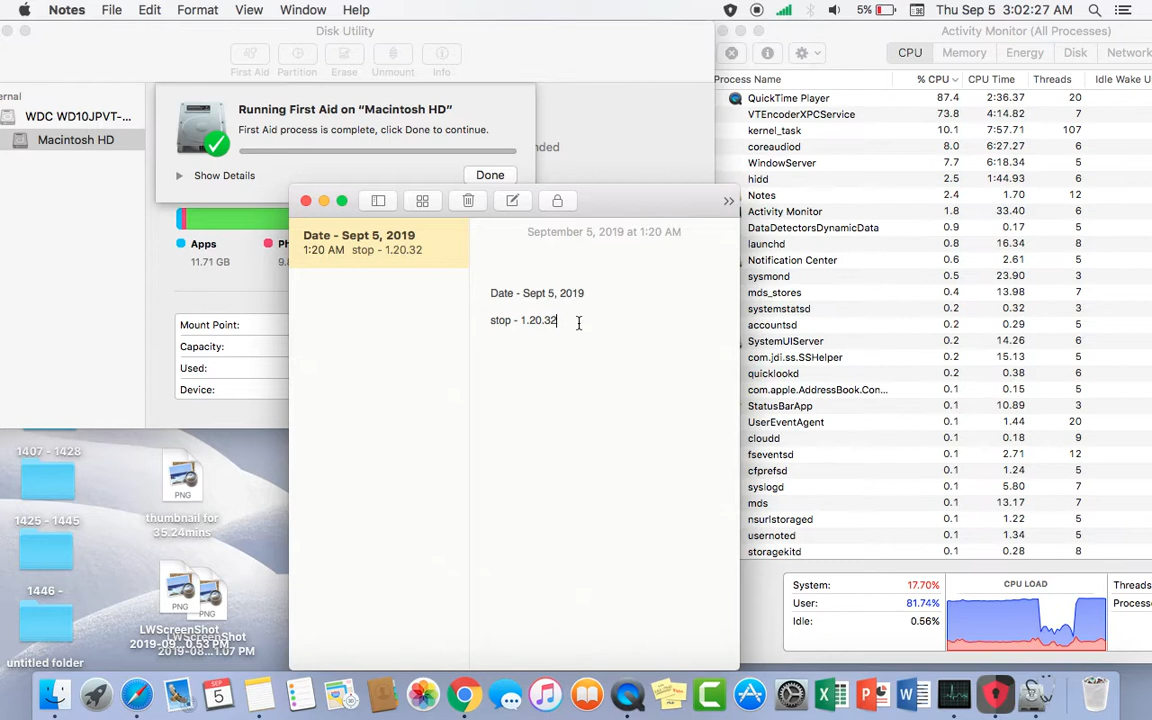 Notes File Edit Format View Window Help 5% Thu Sep 5 3:02:27 AM
Disk Utility
First Aid Partition Erase Unmount Info
WDC WD10JPVT-...
Macintosh HD
Running First Aid on “Macintosh HD”
First Aid process is complete, click Done to continue.
Show Details
Done
Apps
11.71 GB
Mount Point:
Capacity:
Used:
Device:
Date - Sept 5, 2019
1:20 AM stop - 1.20.32
September 5, 2019 at 1:20 AM
Date - Sept 5, 2019
stop - 1.20.32
Activity Monitor (All Processes)
CPU Memory Energy Disk Network
Process Name % CPU CPU Time Threads Idle Wake U
QuickTime Player 87.4 2:36.37 20
VTEncoderXPCService 73.8 4:14.82 7
kernel_task 10.1 7:57.71 107
coreaudiod 8.0 6:27.27 6
WindowServer 7.7 6:18.34 5
hidd 2.5 1:44.93 6
Notes 2.4 1.70 12
Activity Monitor 1.8 33.40 6
DataDetectorsDynamicData 0.9 0.17 5
launchd 0.8 16.34 8
Notification Center 0.6 2.61 5
sysmond 0.5 23.90 3
mds_stores 0.4 13.98 7
syslogd 0.1 5.80 7
com.apple.AddressBook.Con... 0.1 0.15 5
accountsd 0.2 0.29 5
SystemUIServer 0.2 14.26 6
com.jdi.ss.SSHelper 0.2 15.13 5
quicklookd 0.2 0.38 6
StatusBarApp 0.1 10.89 3
UserEventAgent 0.1 1.44 20
cloudd 0.1 0.18 9
fseventsd 0.1 2.71 12
cfprefsd 0.1 1.24 5
mds 0.1 13.17 7
nsurlstoraged 0.1 1.22 5
usernoted 0.1 1.34 5
storagekitd 0.1 0.28 8
System: 17.70%
User: 81.74%
Idle: 0.56%
CPU LOAD
Threads
1407 - 1428
1425 - 1445
1446 -
untitled folder
PNG
thumbnail for
35.24mins
PNG
PNG
LWScreenShot
SEP
5